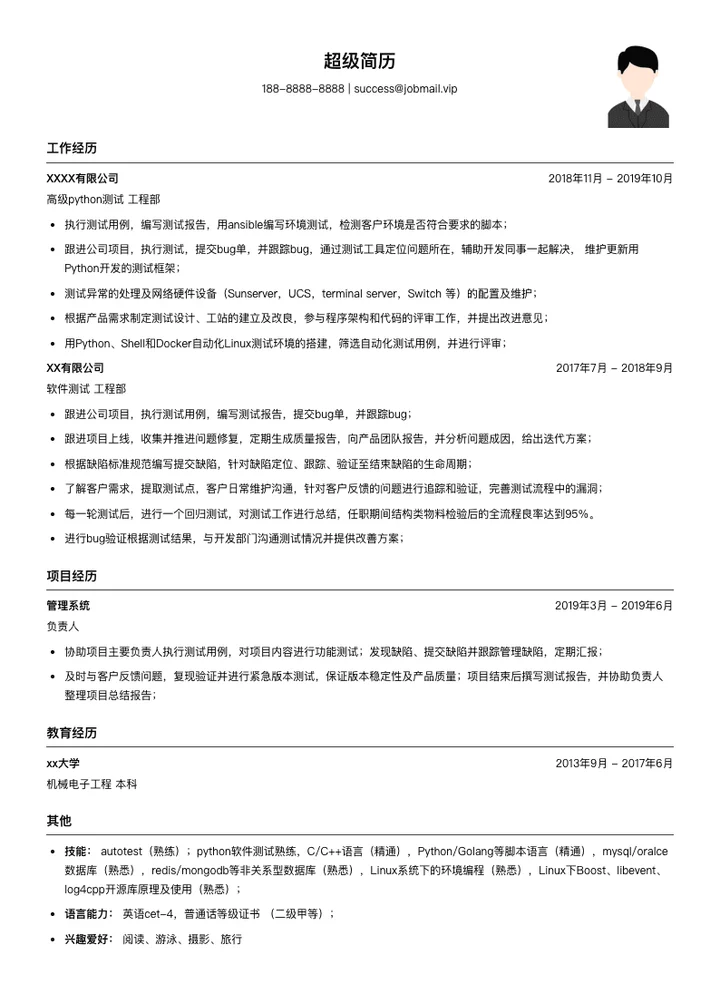 超级简历
188-8888-8888 | success@jobmail.vip
工作经历
XXXX有限公司 2018年11月 - 2019年10月
高级python测试 工程部
• 执行测试用例，编写测试报告，用ansible编写环境测试，检测客户环境是否符合要求的脚本；
• 跟进公司项目，执行测试，提交bug单，并跟踪bug，通过测试工具定位问题所在，辅助开发同事一起解决， 维护更新用
Python开发的测试框架；
• 测试异常的处理及网络硬件设备（Sunserver，UCS，terminal server，Switch 等）的配置及维护；
• 根据产品需求制定测试设计、工站的建立及改良，参与程序架构和代码的评审工作，并提出改进意见；
• 用Python、Shell和Docker自动化Linux测试环境的搭建，筛选自动化测试用例，并进行评审；
XX有限公司 2017年7月 - 2018年9月
软件测试 工程部
• 跟进公司项目，执行测试用例，编写测试报告，提交bug单，并跟踪bug；
• 跟进项目上线，收集并推进问题修复，定期生成质量报告，向产品团队报告，并分析问题成因，给出迭代方案；
• 根据缺陷标准规范编写提交缺陷，针对缺陷定位、跟踪、验证至结束缺陷的生命周期；
• 了解客户需求，提取测试点，客户日常维护沟通，针对客户反馈的问题进行追踪和验证，完善测试流程中的漏洞；
• 每一轮测试后，进行一个回归测试，对测试工作进行总结，任职期间结构类物料检验后的全流程良率达到95%。
• 进行bug验证根据测试结果，与开发部门沟通测试情况并提供改善方案；
项目经历
管理系统 2019年3月 - 2019年6月
负责人
• 协助项目主要负责人执行测试用例，对项目内容进行功能测试；发现缺陷、提交缺陷并跟踪管理缺陷，定期汇报；
• 及时与客户反馈问题，复现验证并进行紧急版本测试，保证版本稳定性及产品质量；项目结束后撰写测试报告，并协助负责人
整理项目总结报告；
教育经历
xx大学 2013年9月 - 2017年6月
机械电子工程 本科
其他
• 技能： autotest（熟练）；python软件测试熟练，C/C++语言（精通），Python/Golang等脚本语言（精通），mysql/oralce
数据库（熟悉），redis/mongodb等非关系型数据库（熟悉），Linux系统下的环境编程（熟悉），Linux下Boost、libevent、
log4cpp开源库原理及使用（熟悉）；
• 语言能力： 英语cet-4，普通话等级证书 （二级甲等）；
• 兴趣爱好： 阅读、游泳、摄影、旅行